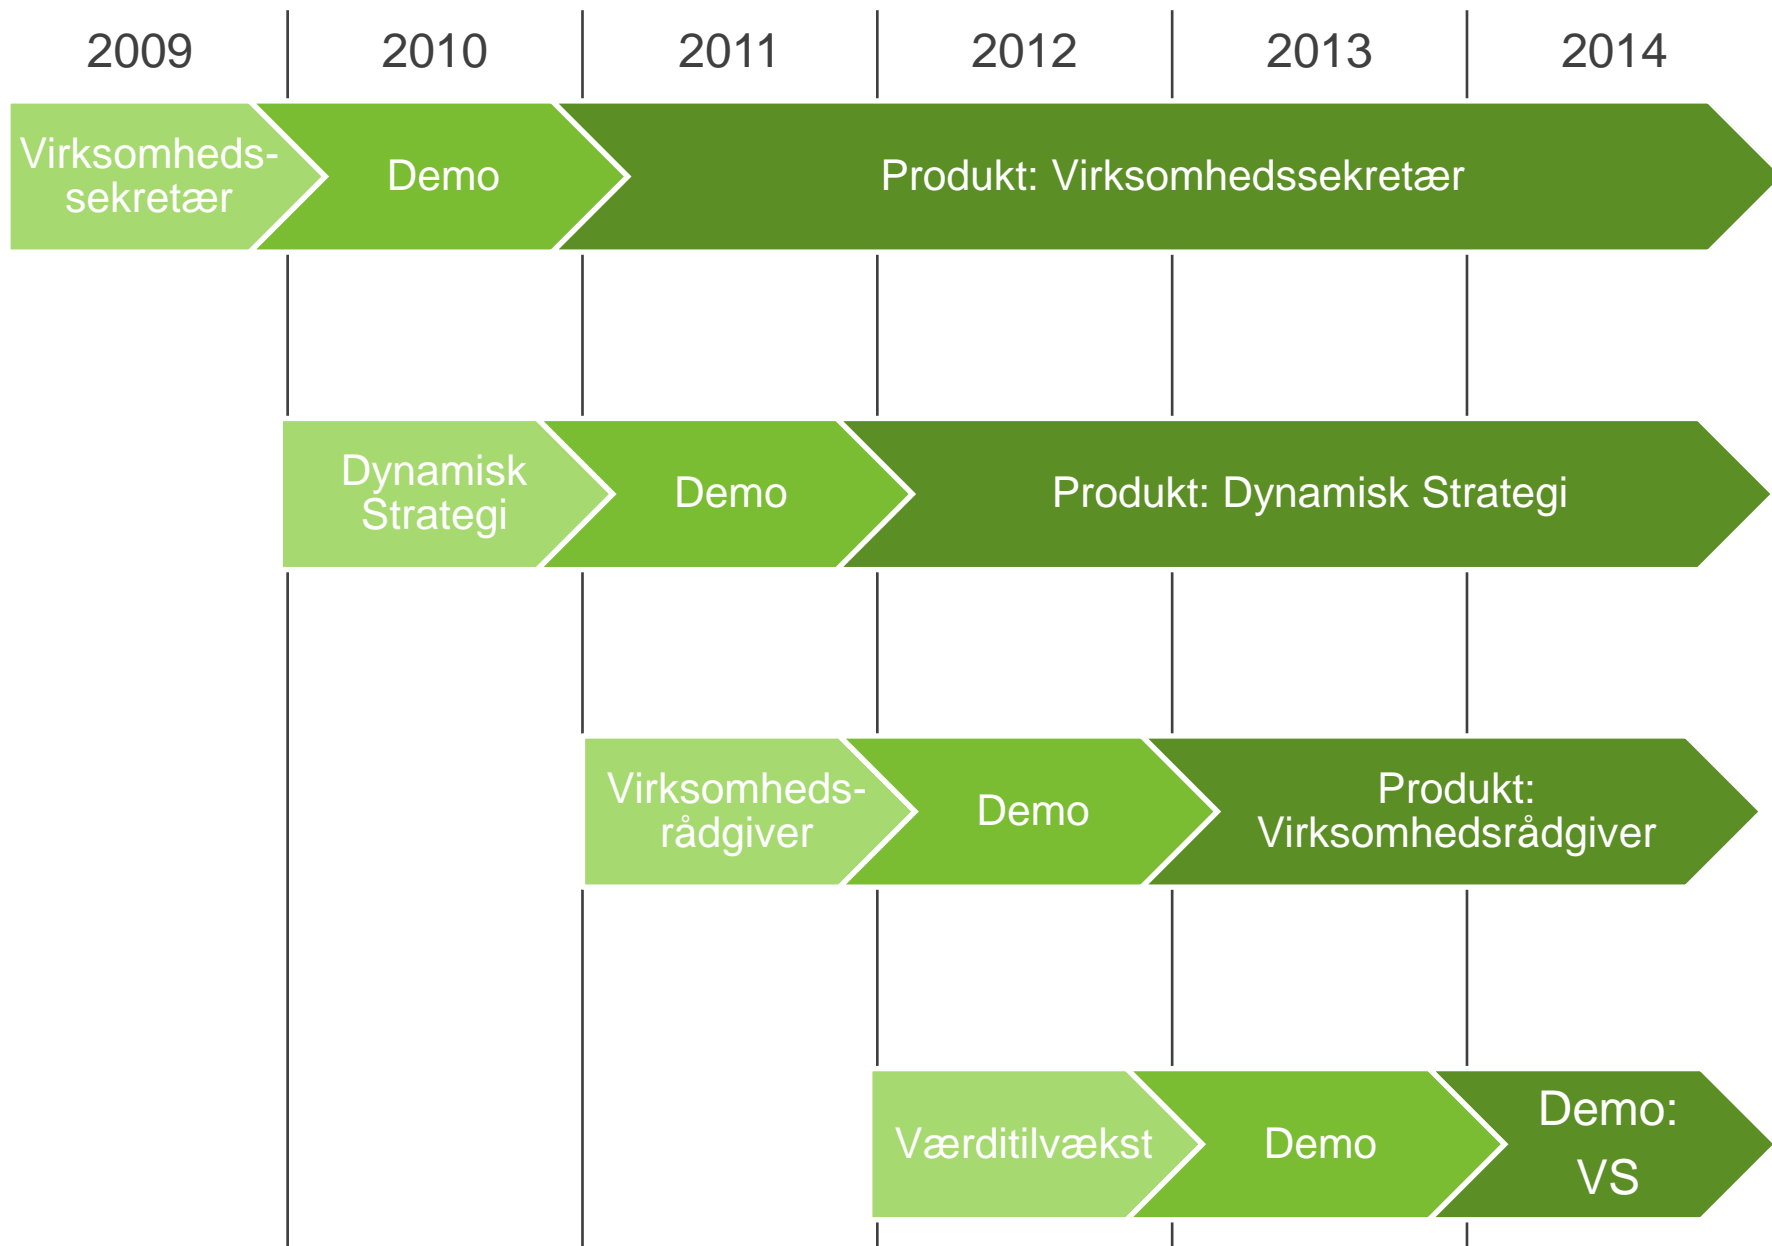 2009 2010 2011 2012 2013 2014
Virksomheds-
sekretær
Demo
Produkt: Virksomhedssekretær
Dynamisk
Strategi
Demo
Produkt: Dynamisk Strategi
Virksomheds-
rådgiver
Demo
Produkt:
Virksomhedsrådgiver
Værditilvækst
Demo
Demo:
VS